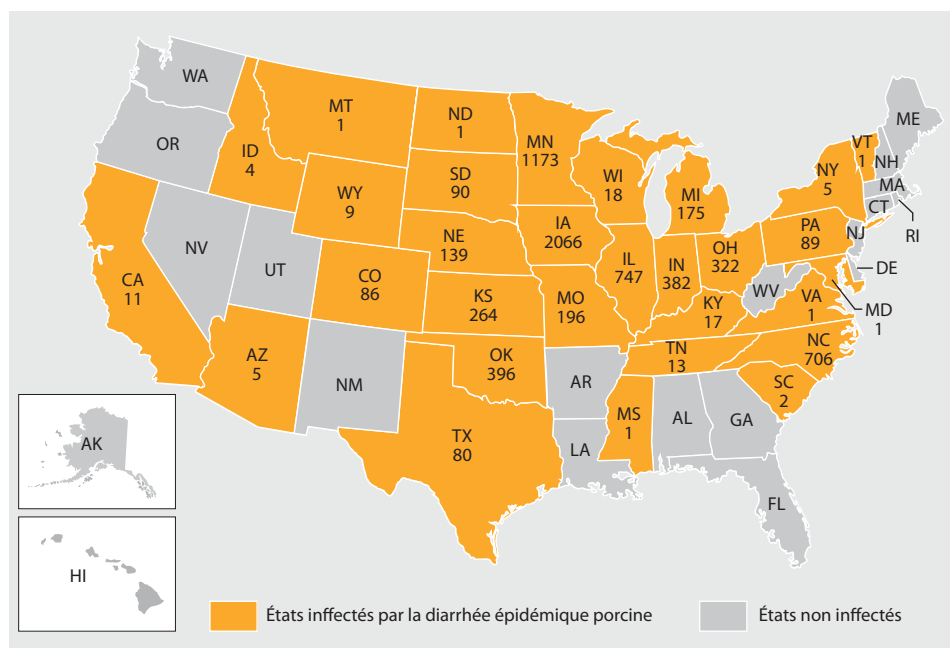 WA
OR
CA
11
NV
ID
4
MT
1
WY
9
UT
AZ
5
CO
86
NM
ND
1
SD
90
NE
139
KS
264
OK
396
TX
80
MN
1173
IA
2066
MO
196
AR
LA
WI
18
IL
747
MI
175
IN
382
OH
322
KY
17
TN
13
MS
1
AL
GA
FL
SC
2
NC
706
VA
1
WV
PA
89
NY
5
VT
1
NH
ME
MA
CT
RI
NJ
DE
MD
1
AK
HI
États inffectés par la diarrhée épidémique porcine
États non inffectés